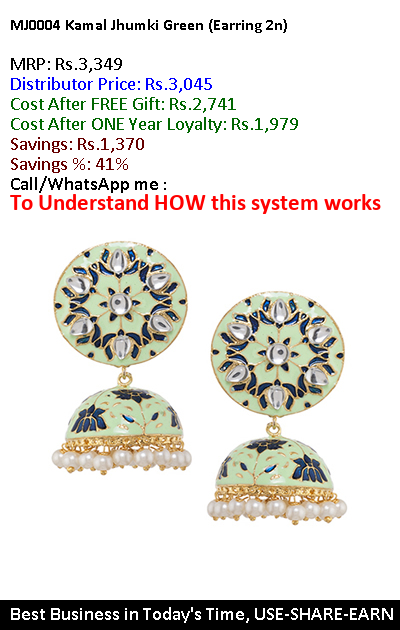 MJ0004 Kamal Jhumki Green (Earring 2n)
MRP: Rs.3,349
Distributor Price: Rs.3,045
Cost After FREE Gift: Rs.2,741
Cost After ONE Year Loyalty: Rs.1,979
Savings: Rs.1,370
Savings %: 41%
Call/WhatsApp me :
To Understand HOW this system works
Best Business in Today's Time, USE-SHARE-EARN